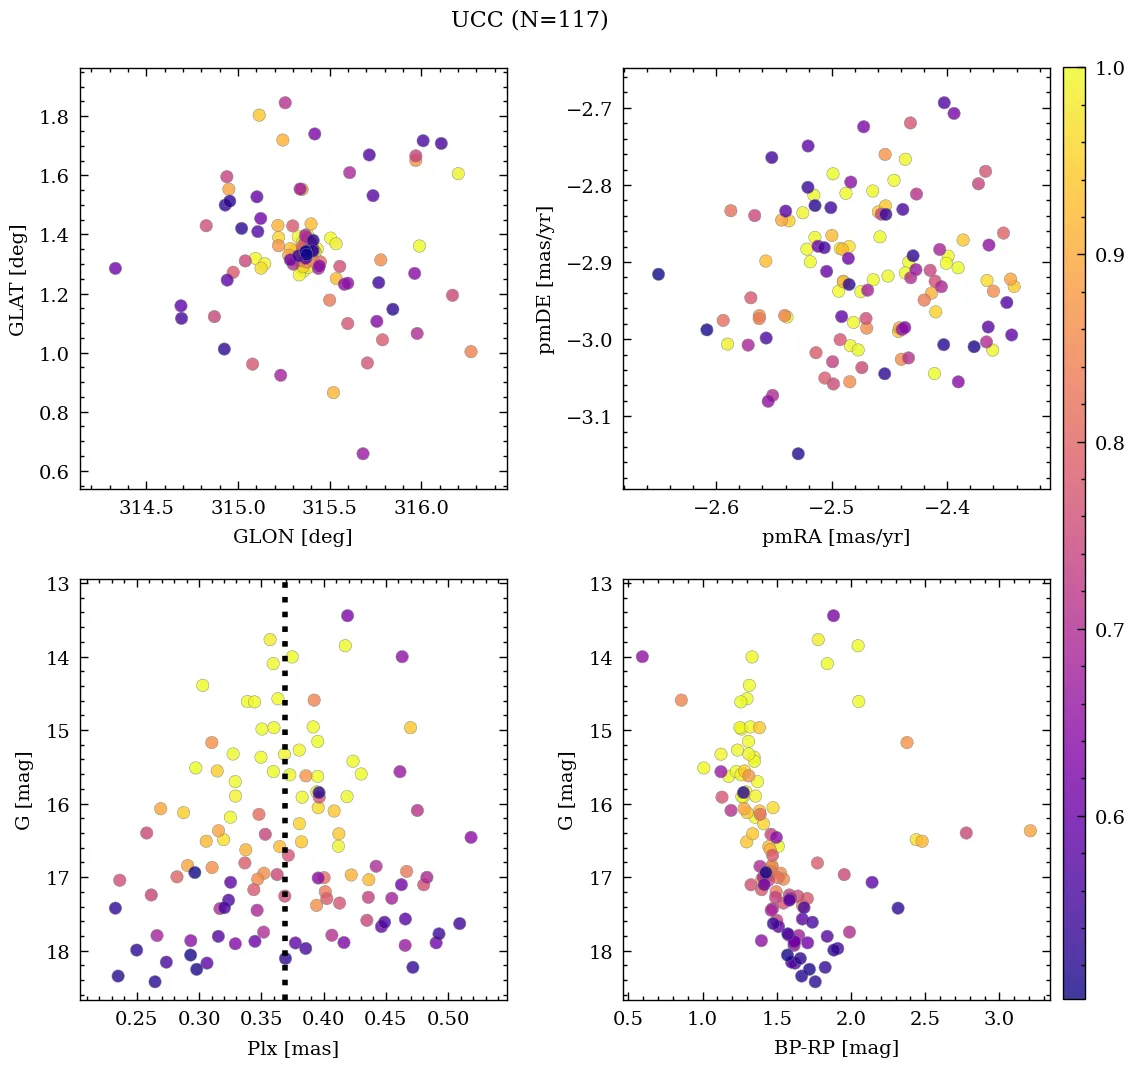 UCC (N=117)
1.8
1.6
1.4
1.2
1.0
0.8
0.6
GLAT [deg]
314.5 315.0 315.5 316.0
GLON [deg]
−2.7
−2.8
−2.9
−3.0
−3.1
pmDE [mas/yr]
−2.6 −2.5 −2.4
pmRA [mas/yr]
1.0
0.9
0.8
0.7
0.6
13
14
15
16
17
18
G [mag]
0.25 0.30 0.35 0.40 0.45 0.50
Plx [mas]
13
14
15
16
17
18
G [mag]
0.5 1.0 1.5 2.0 2.5 3.0
BP-RP [mag]